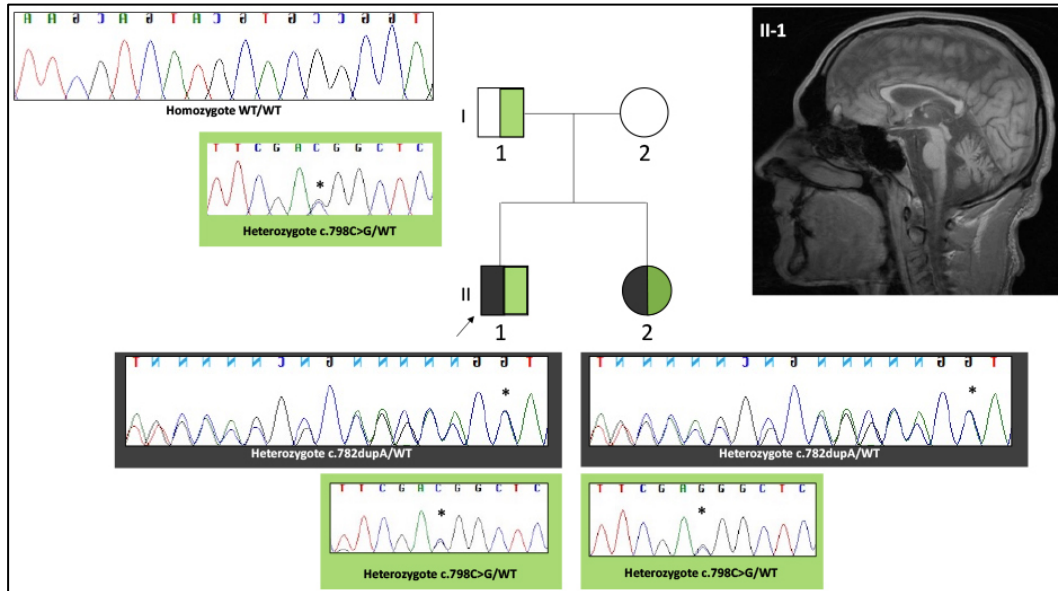 A A G C A G T A C G T G C C G G T
Homozygote WT/WT
II-1
I
1
2
T T C G A C G G C T C
*
Heterozygote c.798C>G/WT
II
1
2
T N N N N N C N G N N N N N G G T
*
Heterozygote c.782dupA/WT
T N N N N N C N G N N N N N G G T
*
Heterozygote c.782dupA/WT
T T C G A C G G C T C
*
Heterozygote c.798C>G/WT
T T C G A G G G C T C
*
Heterozygote c.798C>G/WT